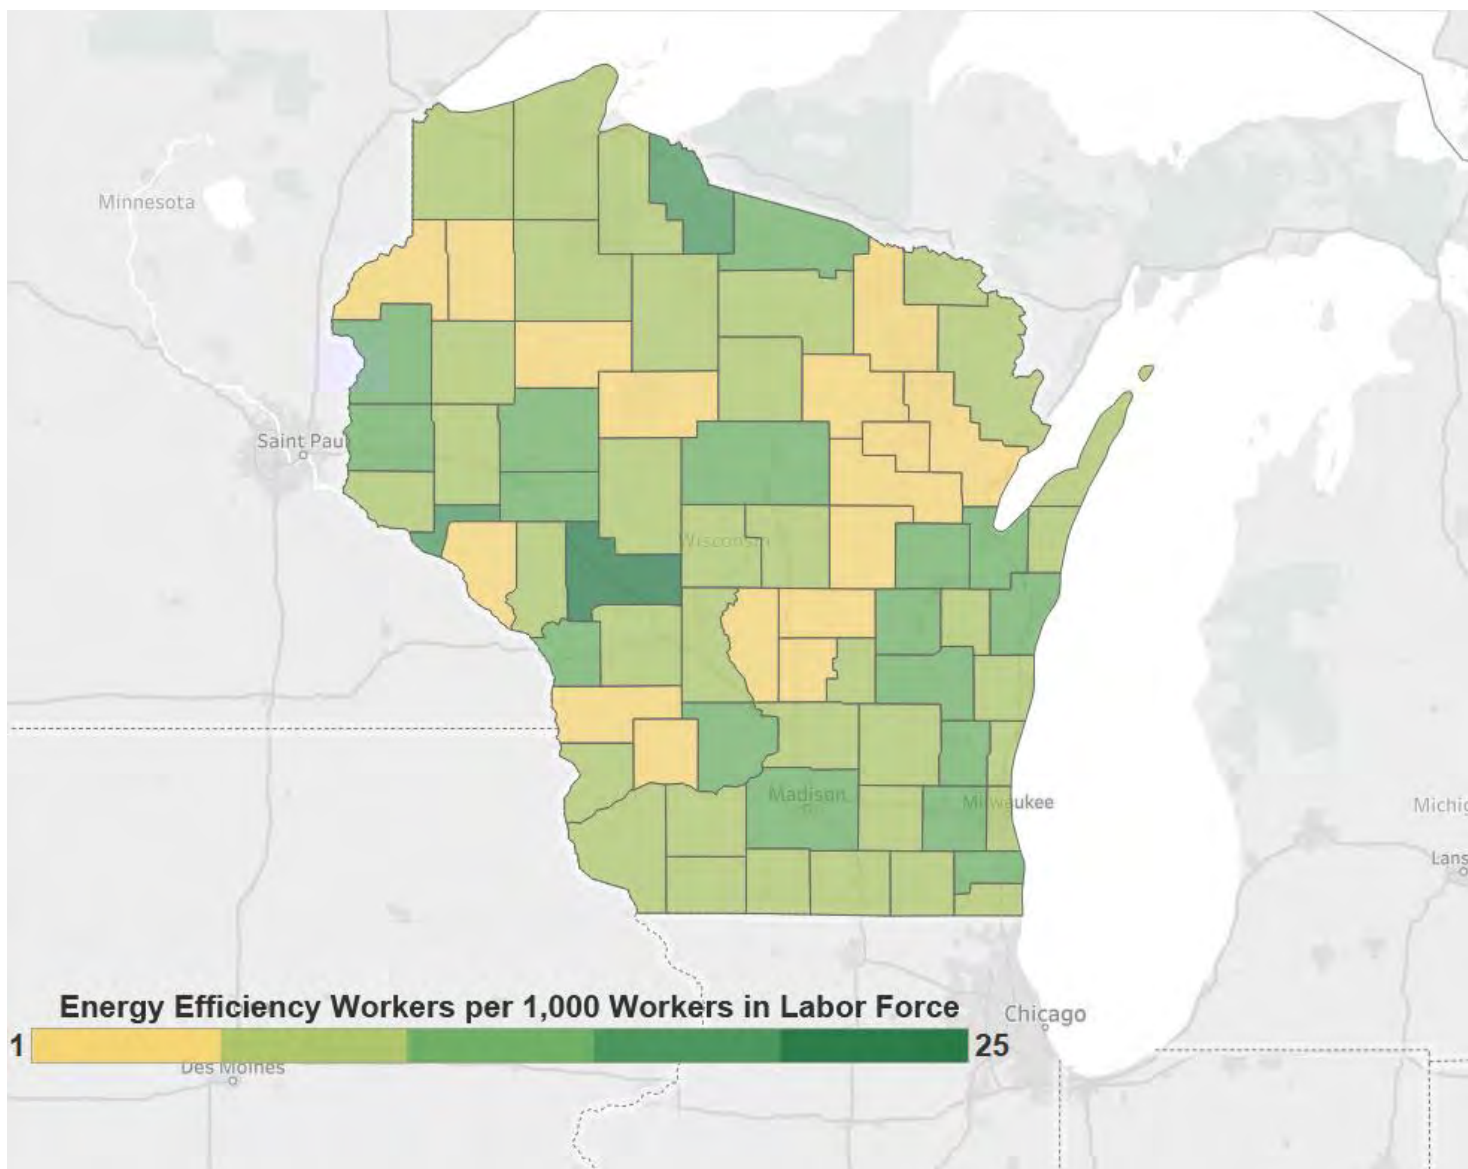 Minnesota
Saint Pau
Wisconsin
Madison
Milwaukee
Michig
Lans
Energy Efficiency Workers per 1,000 Workers in Labor Force
Chicago
1
25
Des Moines